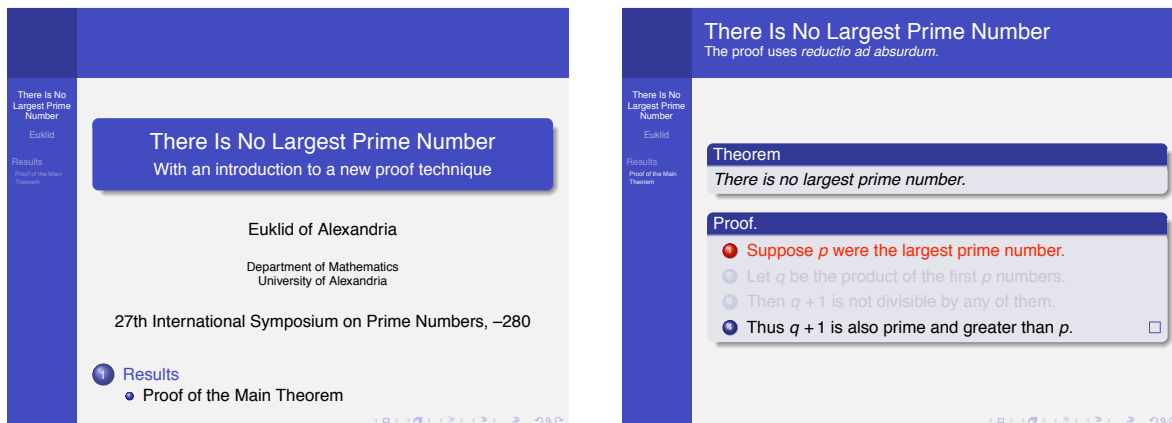 There Is No
Largest Prime
Number
Euklid
Results
Proof of the Main
Theorem
There Is No Largest Prime Number
With an introduction to a new proof technique
Euklid of Alexandria
Department of Mathematics
University of Alexandria
27th International Symposium on Prime Numbers, –280
1 Results
Proof of the Main Theorem
There Is No Largest Prime Number
The proof uses reductio ad absurdum.
There Is No
Largest Prime
Number
Euklid
Results
Proof of the Main
Theorem
Theorem
There is no largest prime number.
Proof.
1 Suppose p were the largest prime number.
2 Let q be the product of the first p numbers.
3 Then q + 1 is not divisible by any of them.
4 Thus q + 1 is also prime and greater than p. □